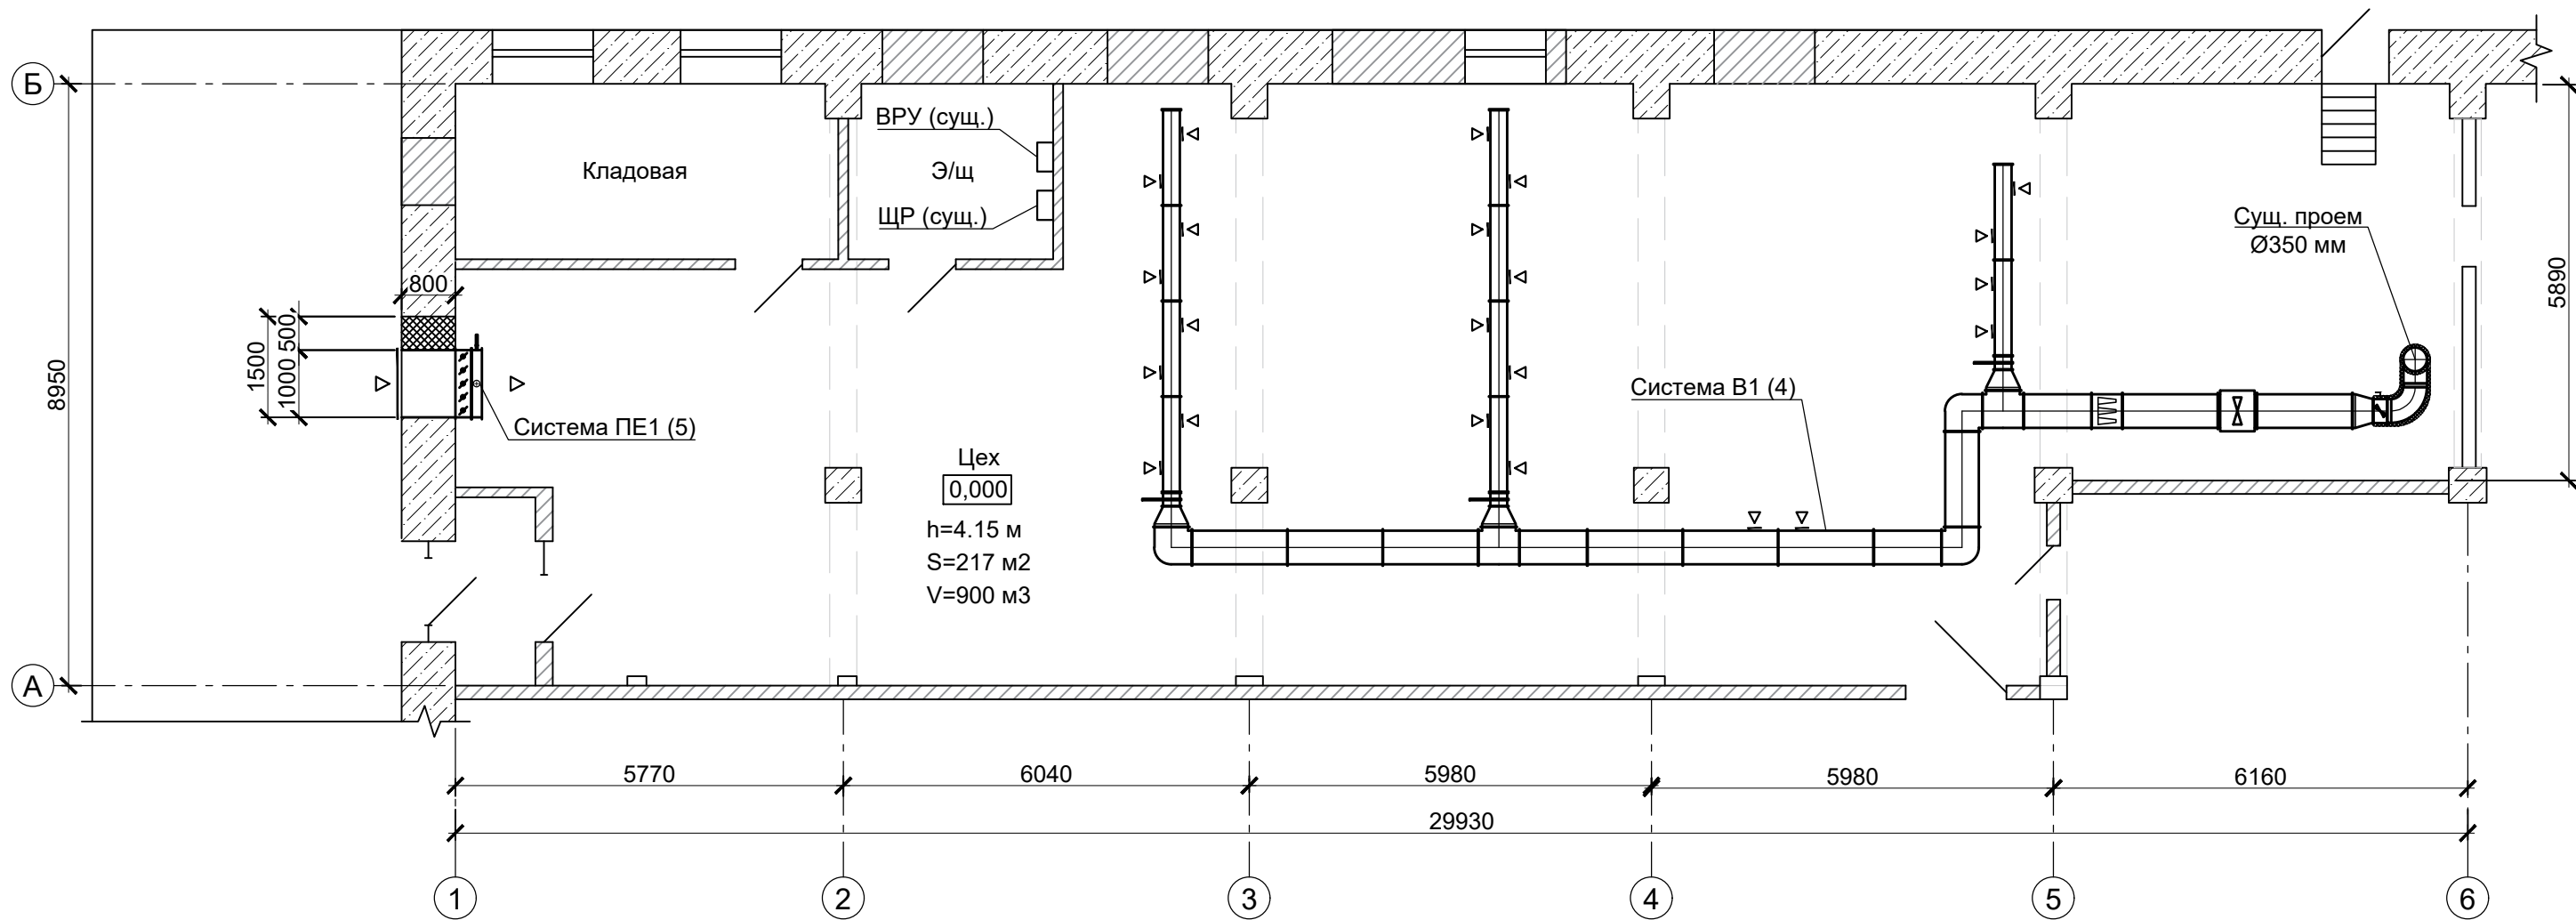 Б
ВРУ (сущ.)
Кладовая
Э/щ
ЩР (сущ.)
Сущ. проем
Ø350 мм
800
500
1500
1000
8950
5890
Система ПЕ1 (5)
Система В1 (4)
Цех
0,000
h=4.15 м
S=217 м2
V=900 м3
А
5770
6040
5980
5980
6160
29930
1
2
3
4
5
6